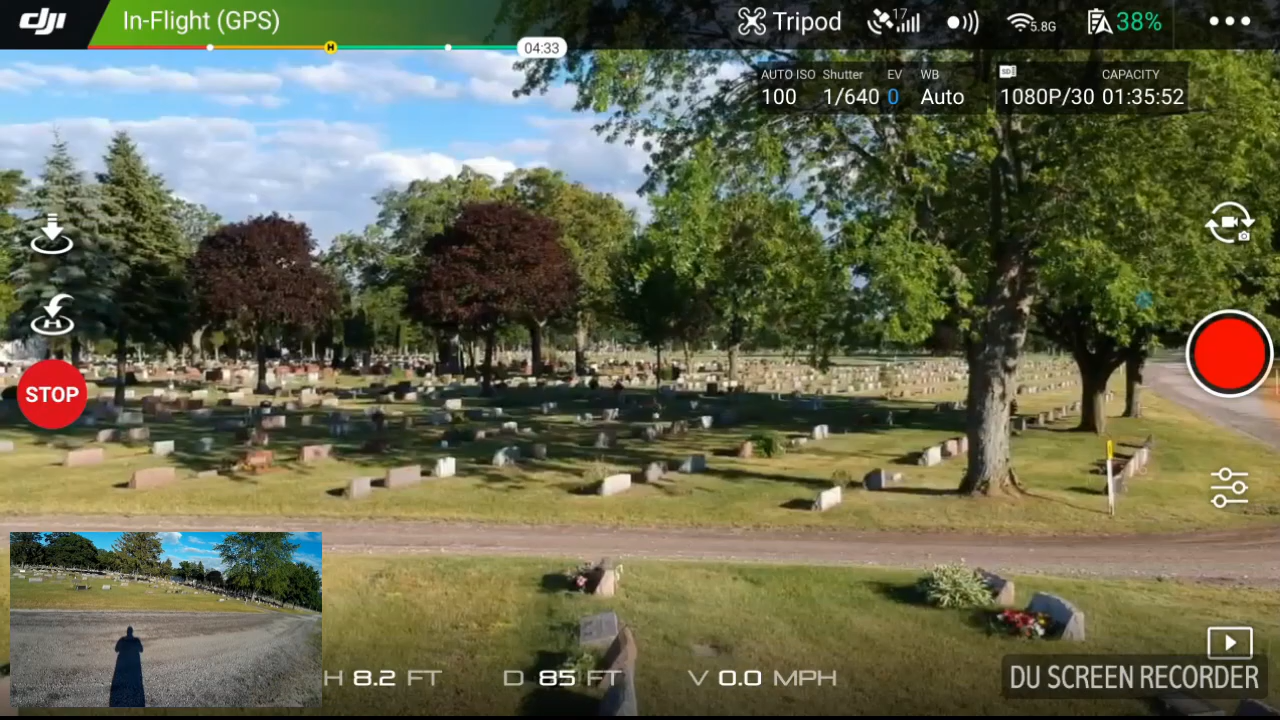 dji In-Flight (GPS) Tripod 17 5.8G 38%
H 04:33
AUTO ISO Shutter EV WB SD CAPACITY
100 1/640 0 Auto 1080P/30 01:35:52
H
STOP
H 8.2 FT D 85 FT V 0.0 MPH
DU SCREEN RECORDER